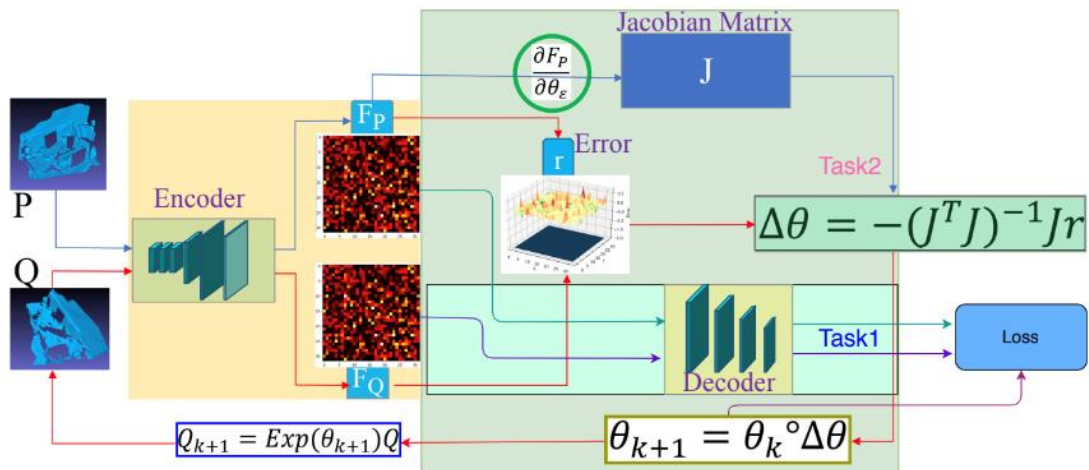 Jacobian Matrix
∂F_P
∂θ_ε
J
F_P
Error
r
P
Encoder
Task2
Δθ = −(J^T J)^{−1}Jr
Q
Task1
Loss
Decoder
F_Q
Q_{k+1} = Exp(θ_{k+1})Q
θ_{k+1} = θ_k°Δθ